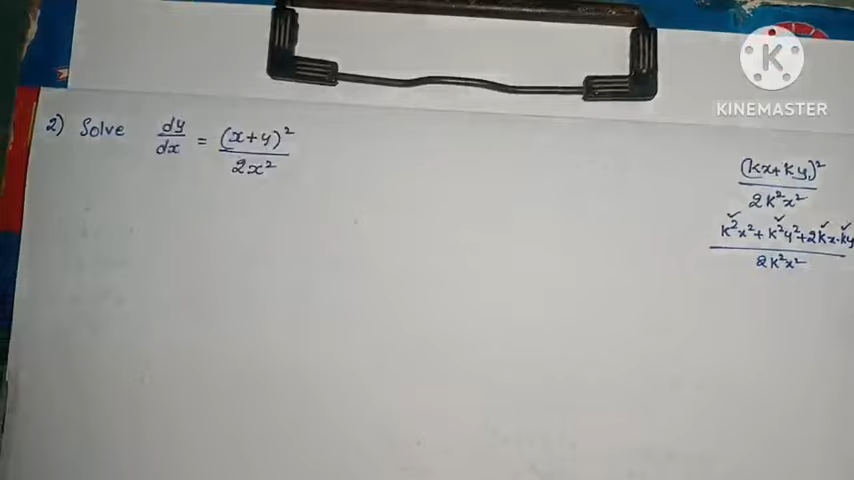 2) Solve dy/dx = (x+y)²/2x²
K
KINEMASTER
(kx+ky)²/2k²x²
k²x²+k²y²+2kx·ky/2k²x²